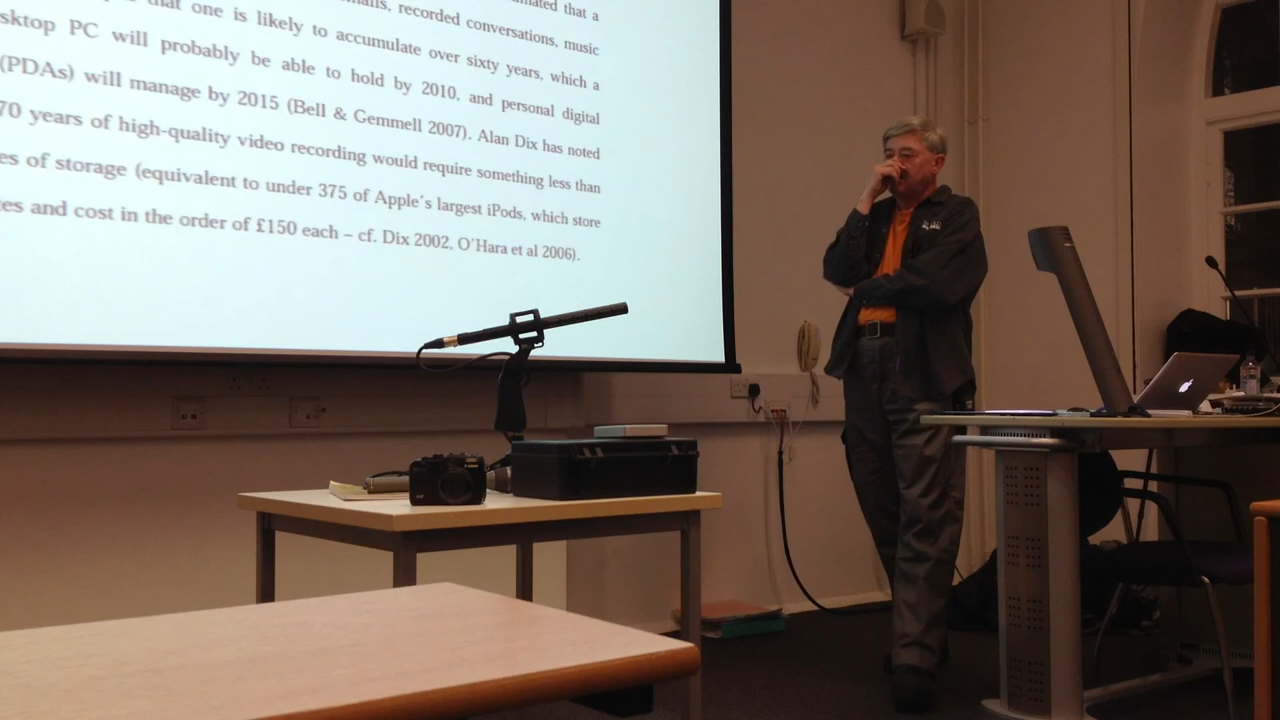 that a
emails, recorded conversations, music
that one is likely to accumulate over sixty years, which a
sktop PC will probably be able to hold by 2010, and personal digital
(PDAs) will manage by 2015 (Bell & Gemmell 2007). Alan Dix has noted
70 years of high-quality video recording would require something less than
es of storage (equivalent to under 375 of Apple's largest iPods, which store
tes and cost in the order of £150 each – cf. Dix 2002, O'Hara et al 2006).